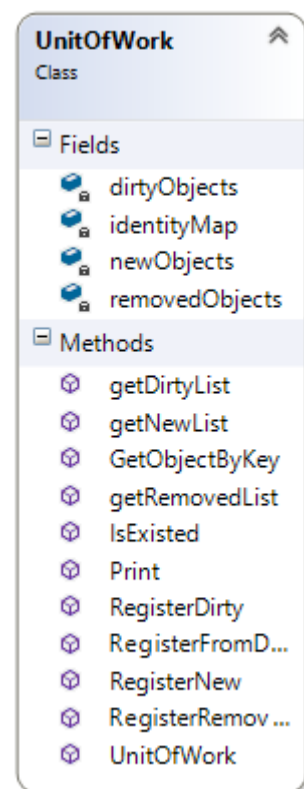 UnitOfWork
Class
Fields
dirtyObjects
identityMap
newObjects
removedObjects
Methods
getDirtyList
getNewList
GetObjectByKey
getRemovedList
IsExisted
Print
RegisterDirty
RegisterFromD...
RegisterNew
RegisterRemov...
UnitOfWork